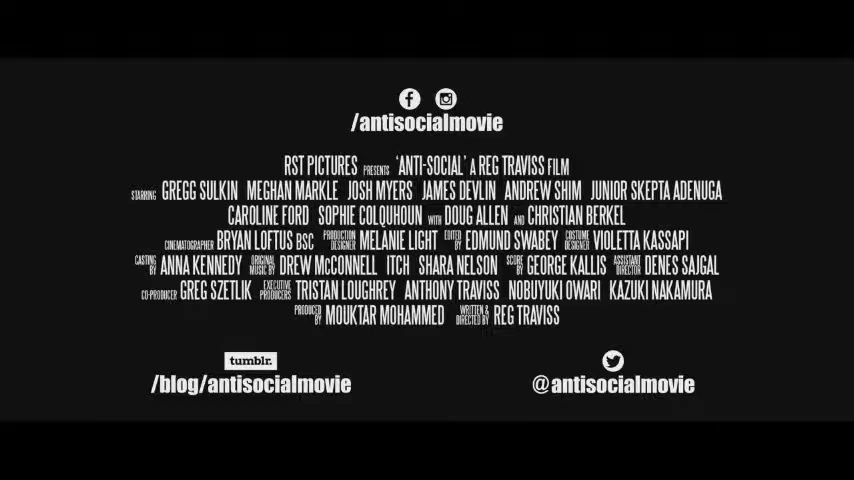 /antisocialmovie
RST PICTURES PRESENTS 'ANTI-SOCIAL' A REG TRAVISS FILM
STARRING GREGG SULKIN MEGHAN MARKLE JOSH MYERS JAMES DEVLIN ANDREW SHIM JUNIOR SKEPTA ADENUGA
CAROLINE FORD SOPHIE COLQUHOUN WITH DOUG ALLEN AND CHRISTIAN BERKEL
CINEMATOGRAPHER BRYAN LOFTUS BSC PRODUCTION DESIGNER MELANIE LIGHT EDITED BY EDMUND SWABEY COSTUME DESIGNER VIOLETTA KASSAPI
CASTING BY ANNA KENNEDY ORIGINAL MUSIC BY DREW McCONNELL ITCH SHARA NELSON SCORE BY GEORGE KALLIS ASSISTANT DIRECTOR DENES SAJGAL
CO-PRODUCER GREG SZETLIK EXECUTIVE PRODUCERS TRISTAN LOUGHREY ANTHONY TRAVISS NOBUYUKI OWARI KAZUKI NAKAMURA
PRODUCED BY MOUKTAR MOHAMMED WRITTEN & DIRECTED BY REG TRAVISS
tumblr.
/blog/antisocialmovie
@antisocialmovie